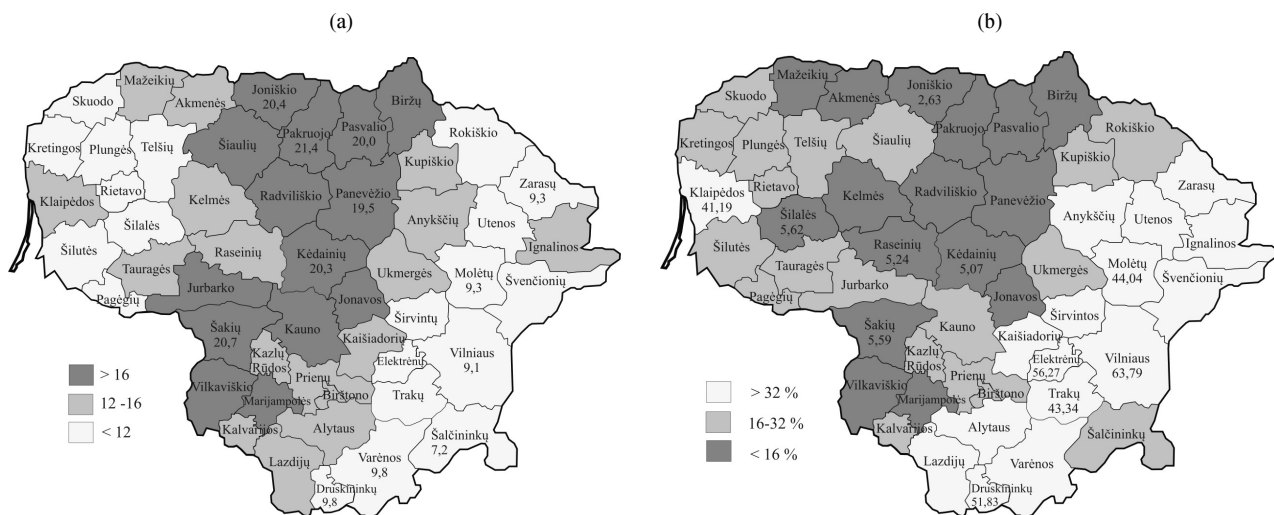 (a)
Skuodo
Mažeikių
Akmenės
Joniškio
20,4
Biržų
Pakruojo
21,4
Pasvalio
20,0
Šiaulių
Rokiškio
Kretingos
Plungės
Telšių
Kupiškio
Rietavo
Radviliškio
Panevėžio
19,5
Zarasų
9,3
Klaipėdos
Kelmės
Anykščių
Utenos
Šilalės
Ignalinos
Šilutės
Raseinių
Kėdainių
20,3
Tauragės
Ukmergės
Molėtų
9,3
Švenčionių
Jurbarko
Pagėgių
Jonavos
Širvintų
Šakių
20,7
Kauno
Kaišiadorių
Kazlų
Rūdos
Elektrėnų
Vilniaus
9,1
Vilkaviškio
Prienų
Marijampolės
Birštono
Trakų
Kalvarijos
Alytaus
Šalčininkų
7,2
Lazdijų
Varėnos
9,8
Druskininkų
9,8
> 16
12 -16
< 12
(b)
Skuodo
Mažeikių
Akmenės
Joniškio
2,63
Biržų
Pakruojo
Pasvalio
Šiaulių
Rokiškio
Kretingos
Plungės
Telšių
Kupiškio
Rietavo
Klaipėdos
41,19
Kelmės
Radviliškio
Panevėžio
Zarasų
Šilalės
5,62
Anykščių
Utenos
Ignalinos
Šilutės
Raseinių
5,24
Kėdainių
5,07
Tauragės
Ukmergės
Molėtų
44,04
Švenčionių
Pagėgių
Jurbarko
Jonavos
Širvintos
Šakių
5,59
Kauno
Kaišiadorių
Kazlų
Rūdos
Elektrėnų
56,27
Vilniaus
63,79
Vilkaviškio
Prienų
Marijampolės
Birštono
Trakų
43,34
Kalvarijos
Alytaus
Šalčininkų
Lazdijų
Varėnos
Druskininkų
51,83
> 32 %
16-32 %
< 16 %